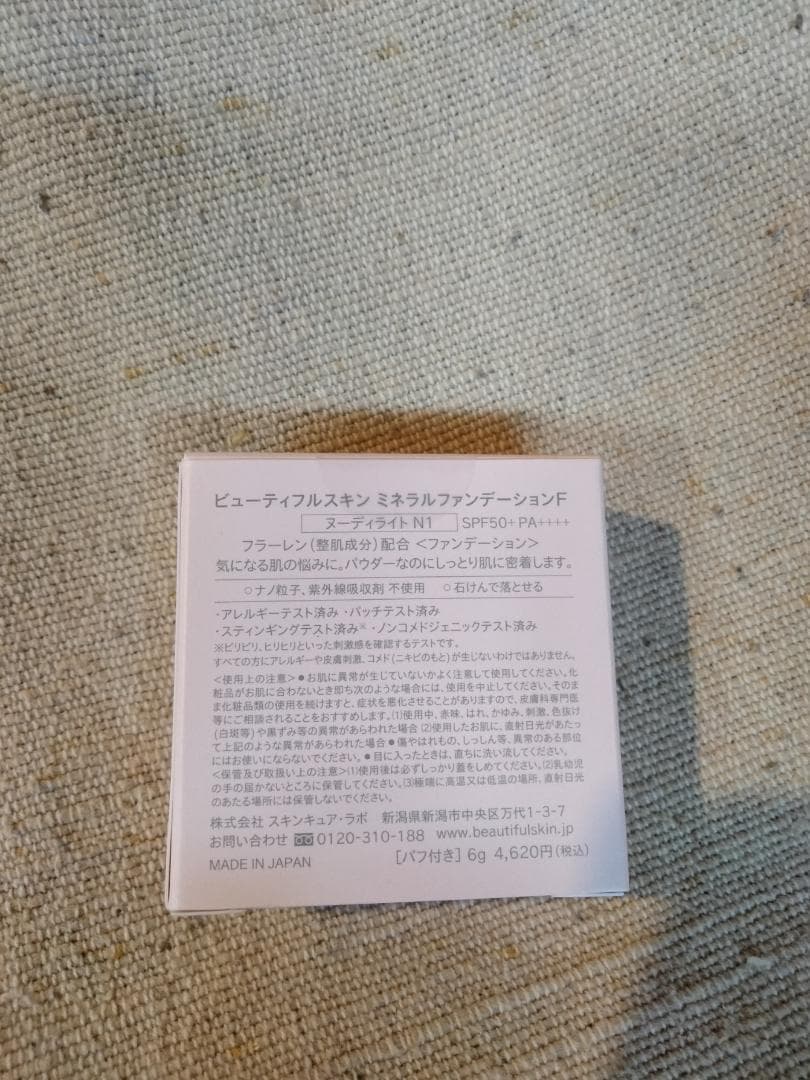 ビューティフルスキン ミネラルファンデーションF
ヌーディライト N1 SPF50+ PA++++
フラーレン(整肌成分)配合 <ファンデーション>
気になる肌の悩みに。パウダーなのにしっとり肌に密着します。
○ナノ粒子、紫外線吸収剤 不使用 ○石けんで落とせる
・アレルギーテスト済み・パッチテスト済み
・スティンギングテスト済み※・ノンコメドジェニックテスト済み
※ピリピリ、ヒリヒリといった刺激感を確認するテストです。
すべての方にアレルギーや皮膚刺激、コメド(ニキビのもと)が生じないわけではありません。
<使用上の注意>●お肌に異常が生じていないかよく注意して使用してください。化
粧品がお肌に合わないとき即ち次のような場合には、使用を中止してください。そのま
ま化粧品類の使用を続けますと、症状を悪化させることがありますので、皮膚科専門医
等にご相談されることをおすすめします。(1)使用中、赤味、はれ、かゆみ、刺激、色抜け
(白斑等)や黒ずみ等の異常があらわれた場合 (2)使用したお肌に、直射日光があたっ
て上記のような異常があらわれた場合●傷やはれもの、しっしん等、異常のある部位
にはお使いにならないでください。●目に入ったときは、直ちに洗い流してください。
<保管及び取扱い上の注意>(1)使用後は必ずしっかり蓋をしめてください。(2)乳幼児
の手の届かないところに保管してください。(3)極端に高温又は低温の場所、直射日光
のあたる場所には保管しないでください。
株式会社 スキンキュア・ラボ 新潟県新潟市中央区万代1-3-7
お問い合わせ 0120-310-188 www.beautifulskin.jp
MADE IN JAPAN [パフ付き] 6g 4,620円(税込)